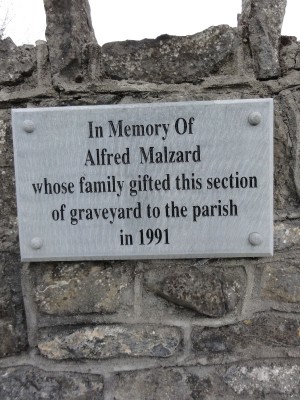 In Memory Of
Alfred Malzard
whose family gifted this section
of graveyard to the parish
in 1991